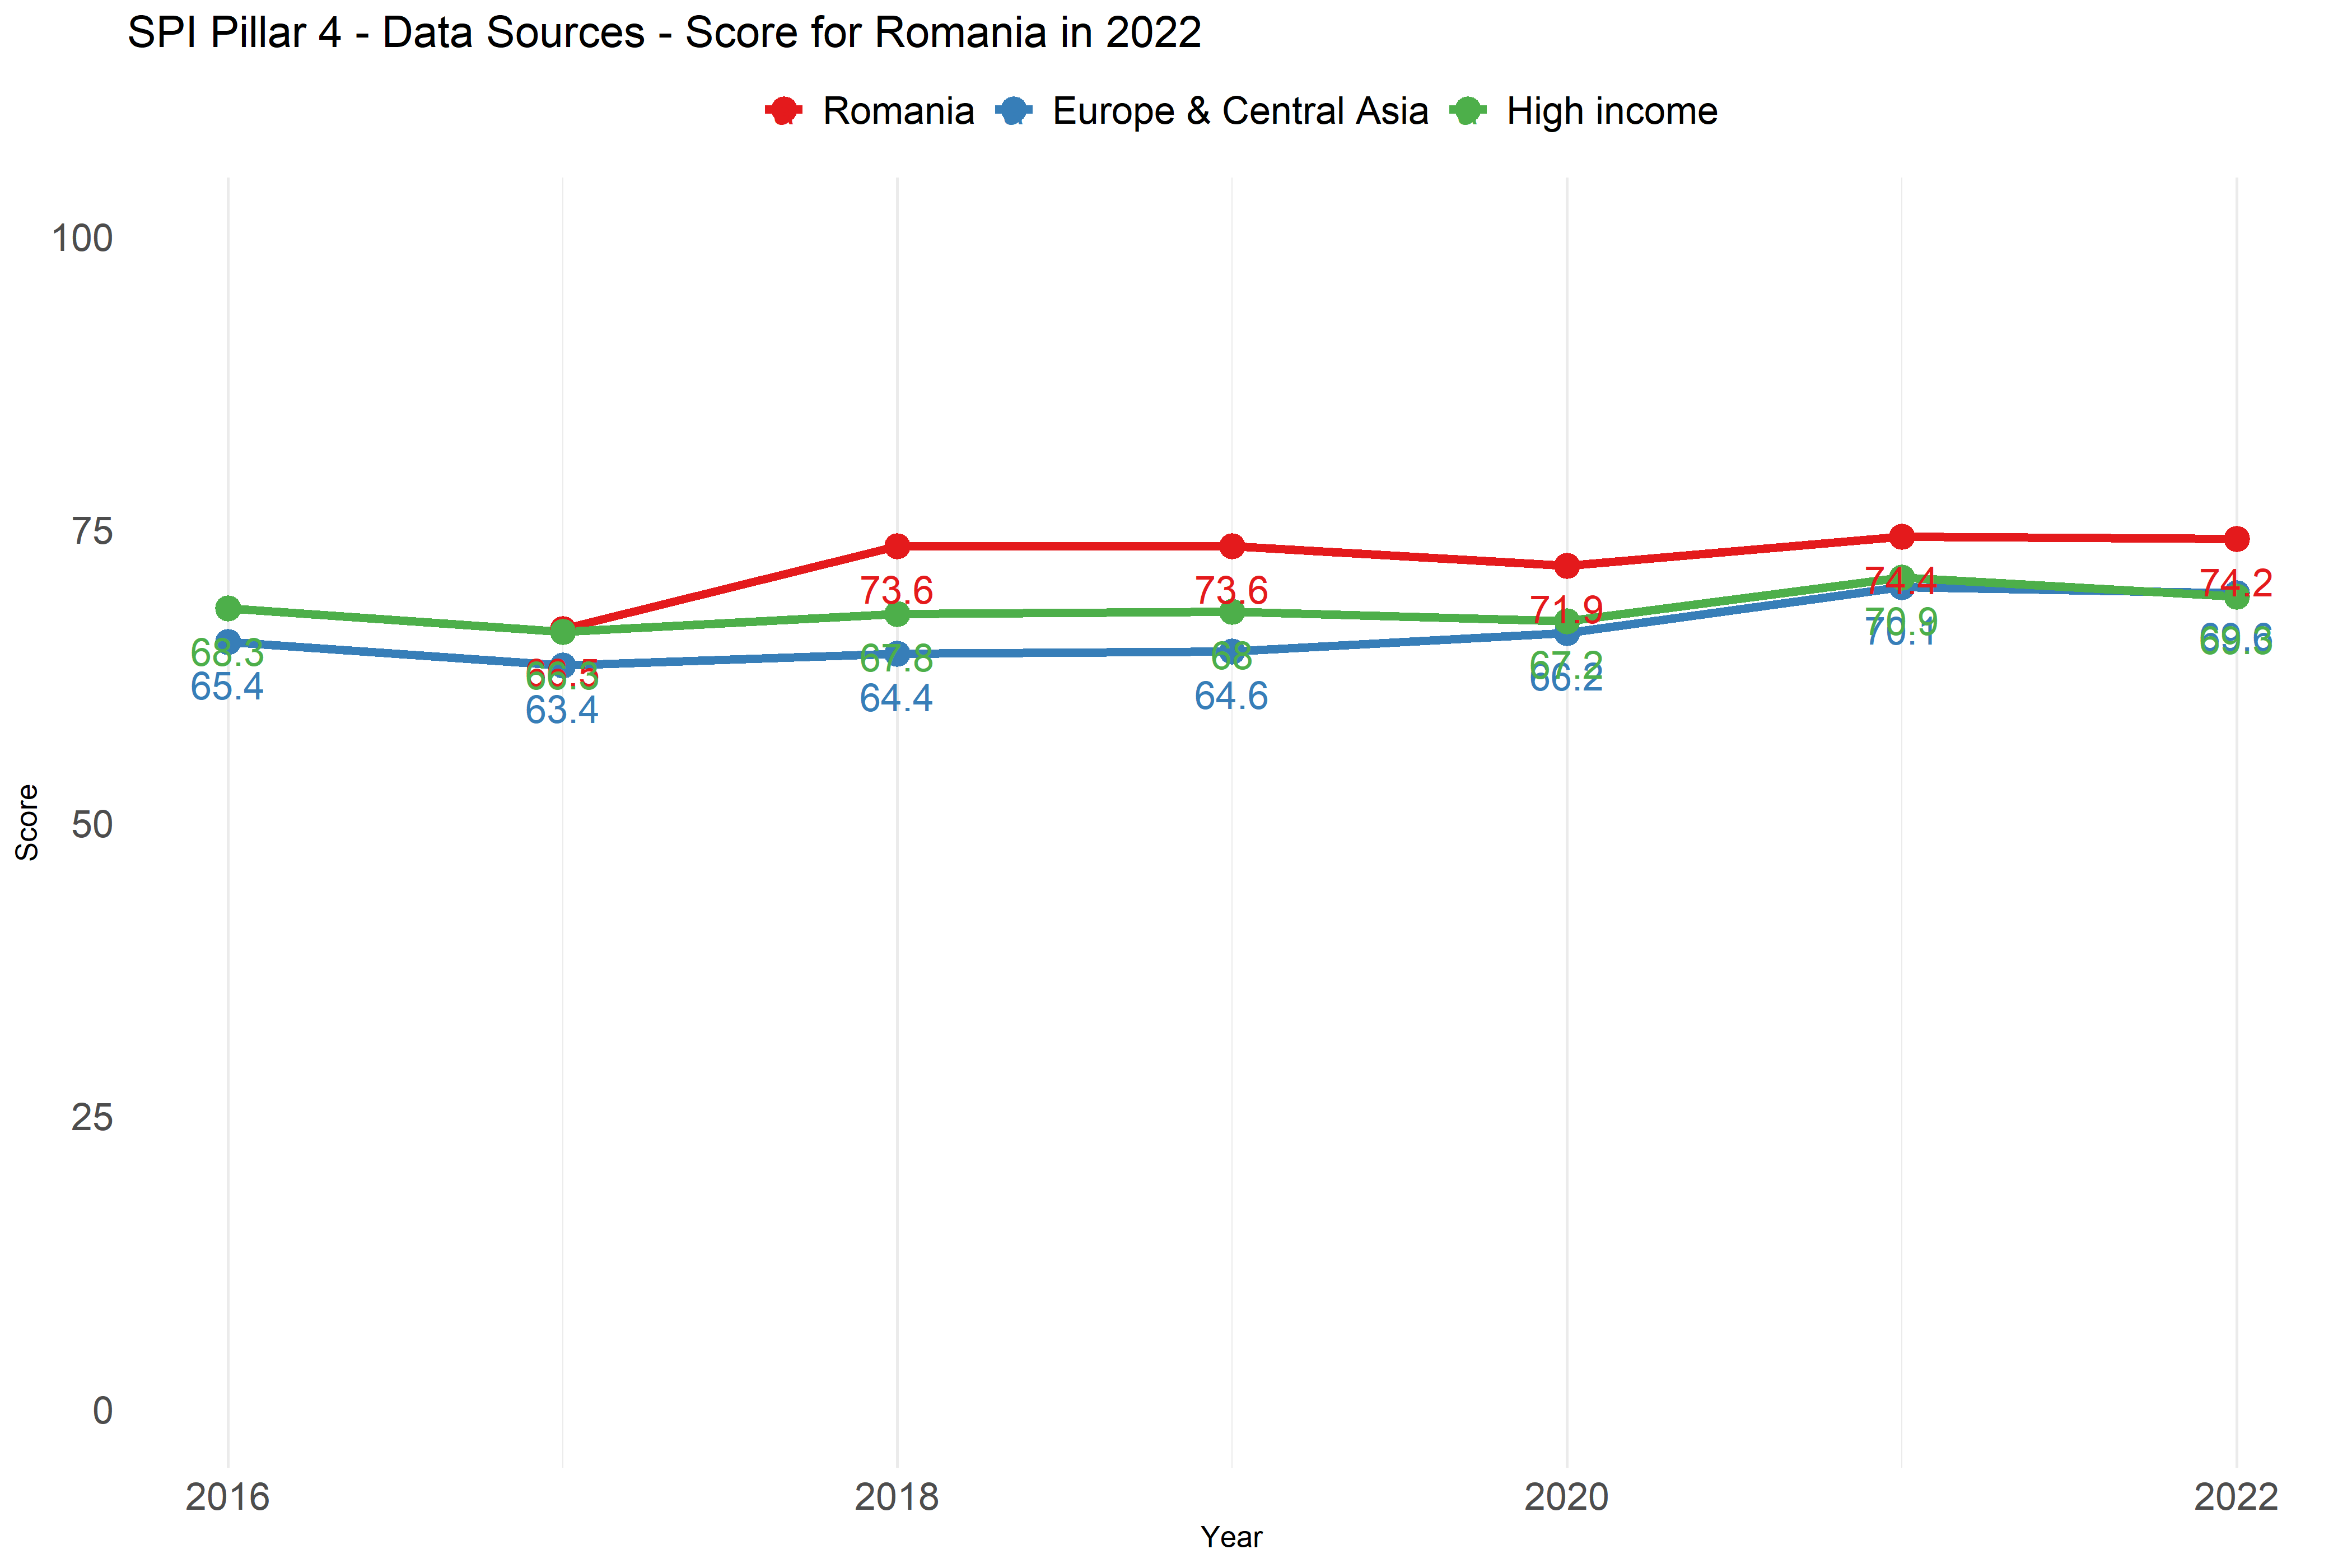 SPI Pillar 4 - Data Sources - Score for Romania in 2022
Romania Europe & Central Asia High income
100
75
50
25
0
Score
73.6 73.6 71.9 74.4 74.2
68.3 67.8 68 67.2 70.9
65.4 63.4 64.4 64.6 66.2 70.1 69.6
2016 2018 2020 2022
Year